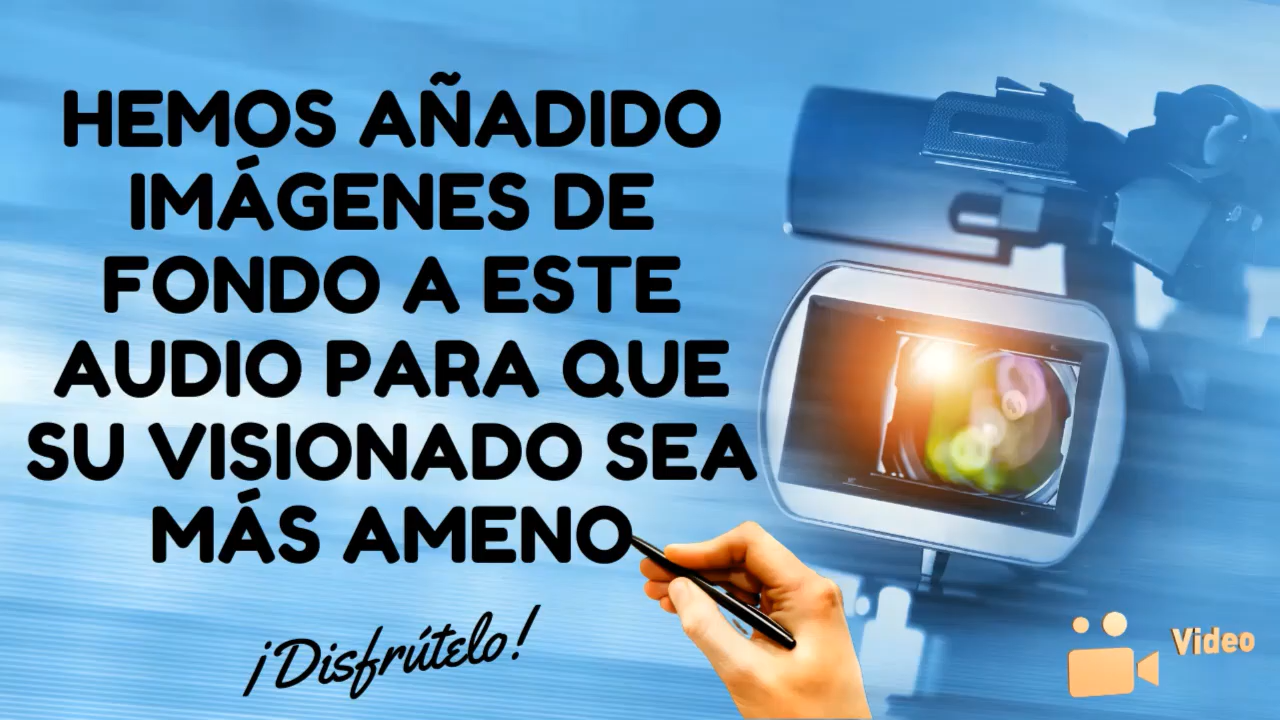 HEMOS AÑADIDO
IMÁGENES DE
FONDO A ESTE
AUDIO PARA QUE
SU VISIONADO SEA
MÁS AMENO
¡Disfrútelo!
Video